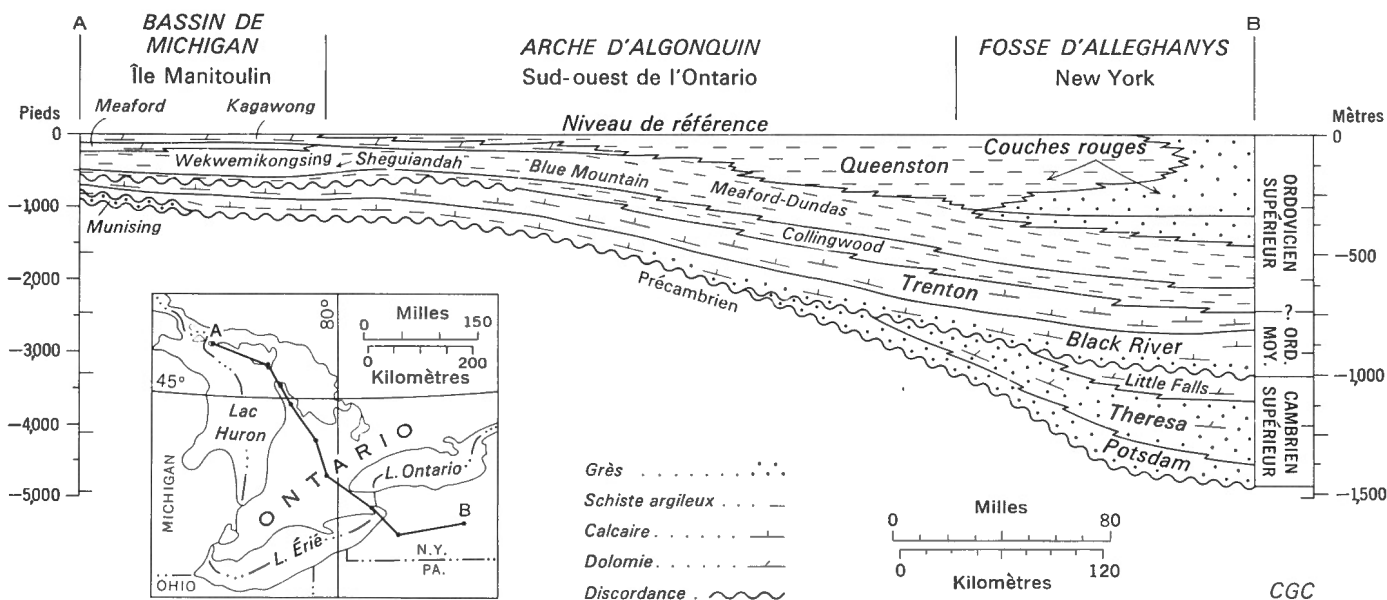 A
BASSIN DE
MICHIGAN
Île Manitoulin
ARCHE D'ALGONQUIN
Sud-ouest de l'Ontario
FOSSE D'ALLEGHANYS
New York
B
Pieds
Meaford
Kagawong
Niveau de référence
Mètres
0
0
Wekwemikongsing
Sheguiandah
Blue Mountain
Queenston
Couches rouges
Meaford-Dundas
Collingwood
Munising
Trenton
Précambrien
Black River
Little Falls
Theresa
Potsdam
–1000
–2000
–3000
–4,000
–5,000
–500
–1,000
–1,500
ORDOVICIEN
SUPÉRIEUR
?
ORD.
MOY.
CAMBRIEN
SUPÉRIEUR
A
80°
Milles
0 150
0 200
Kilomètres
45°
Lac
Huron
MICHIGAN
ONTARIO
L. Ontario
L. Érié
B
N.Y.
PA.
OHIO
Grès
Schiste argileux
Calcaire
Dolomie
Discordance
Milles
0 80
0 120
Kilomètres
CGC